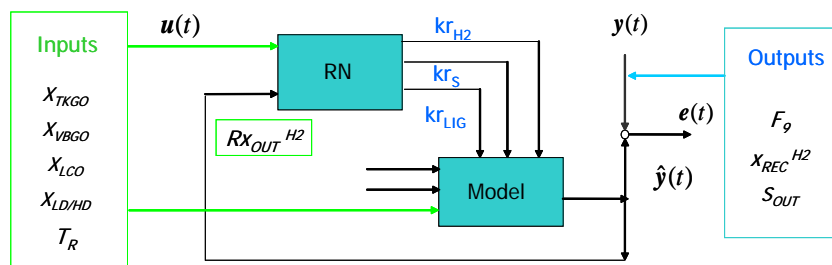 Inputs
X_TKGO
X_VBGO
X_LCO
X_LD/HD
T_R
u(t)
RN
Rx_OUT^H2
kr_H2
kr_S
kr_LIG
Model
y(t)
e(t)
ŷ(t)
Outputs
F_9
x_REC^H2
S_OUT